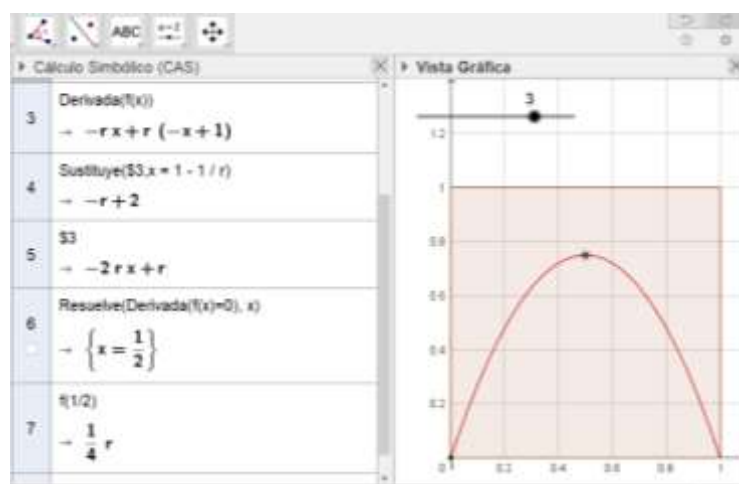 ABC
Cálculo Simbólico (CAS)
3
Derivada(f(x))
→ −r x + r (−x + 1)
4
Sustituye($3,x = 1 - 1 / r)
→ −r + 2
5
$3
→ −2 r x + r
6
Resuelve(Derivada(f(x)=0), x)
→ {x = 1/2}
7
f(1/2)
→ 1/4 r
Vista Gráfica
3
1.2
1
0.8
0.6
0.4
0.2
0
0.2
0.4
0.6
0.8
1